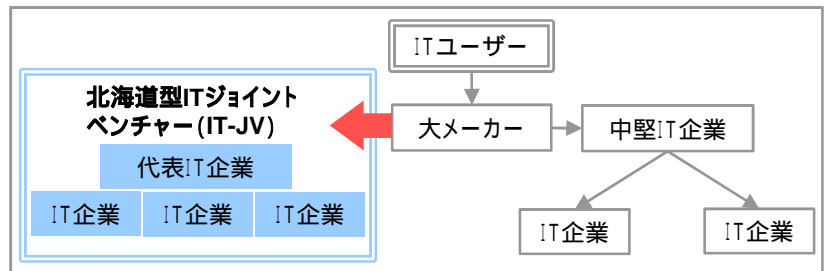 ITユーザー
北海道型ITジョイント
ベンチャー(IT-JV)
大メーカー
中堅IT企業
代表IT企業
IT企業
IT企業
IT企業
IT企業
IT企業